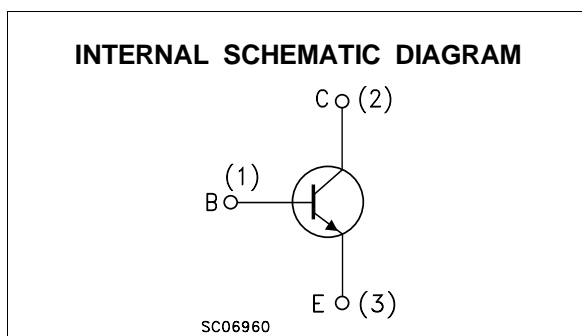 INTERNAL SCHEMATIC DIAGRAM
C (2)
(1)
B
E (3)
SC06960